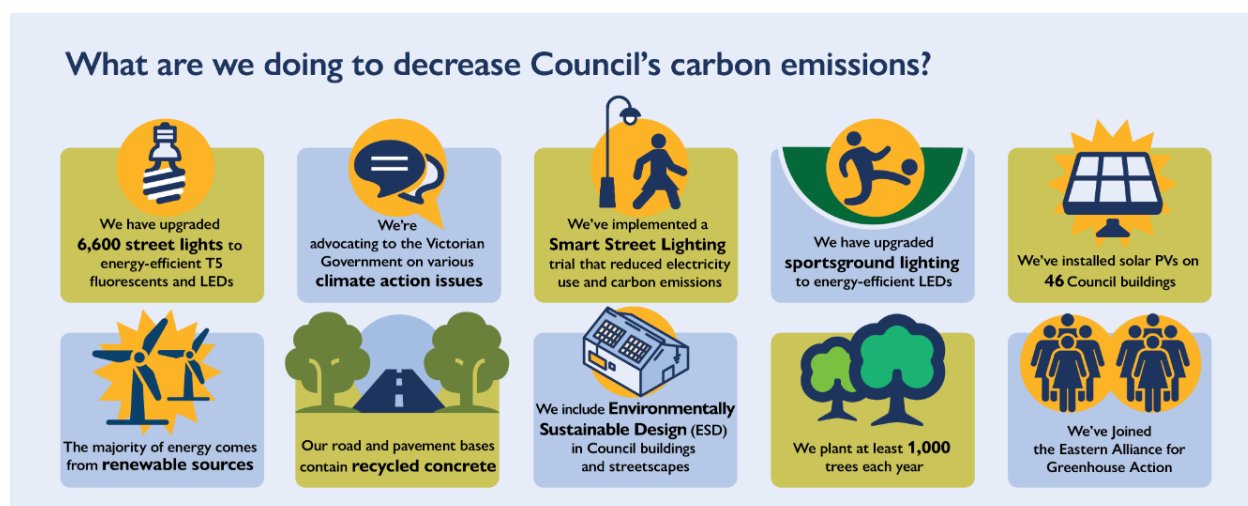 What are we doing to decrease Council’s carbon emissions?
We have upgraded
6,600 street lights to
energy-efficient T5
fluorescents and LEDs
We’re
advocating to the Victorian
Government on various
climate action issues
We’ve implemented a
Smart Street Lighting
trial that reduced electricity
use and carbon emissions
We have upgraded
sportsground lighting
to energy-efficient LEDs
We’ve installed solar PVs on
46 Council buildings
The majority of energy comes
from renewable sources
Our road and pavement bases
contain recycled concrete
We include Environmentally
Sustainable Design (ESD)
in Council buildings
and streetscapes
We plant at least 1,000
trees each year
We’ve Joined
the Eastern Alliance for
Greenhouse Action